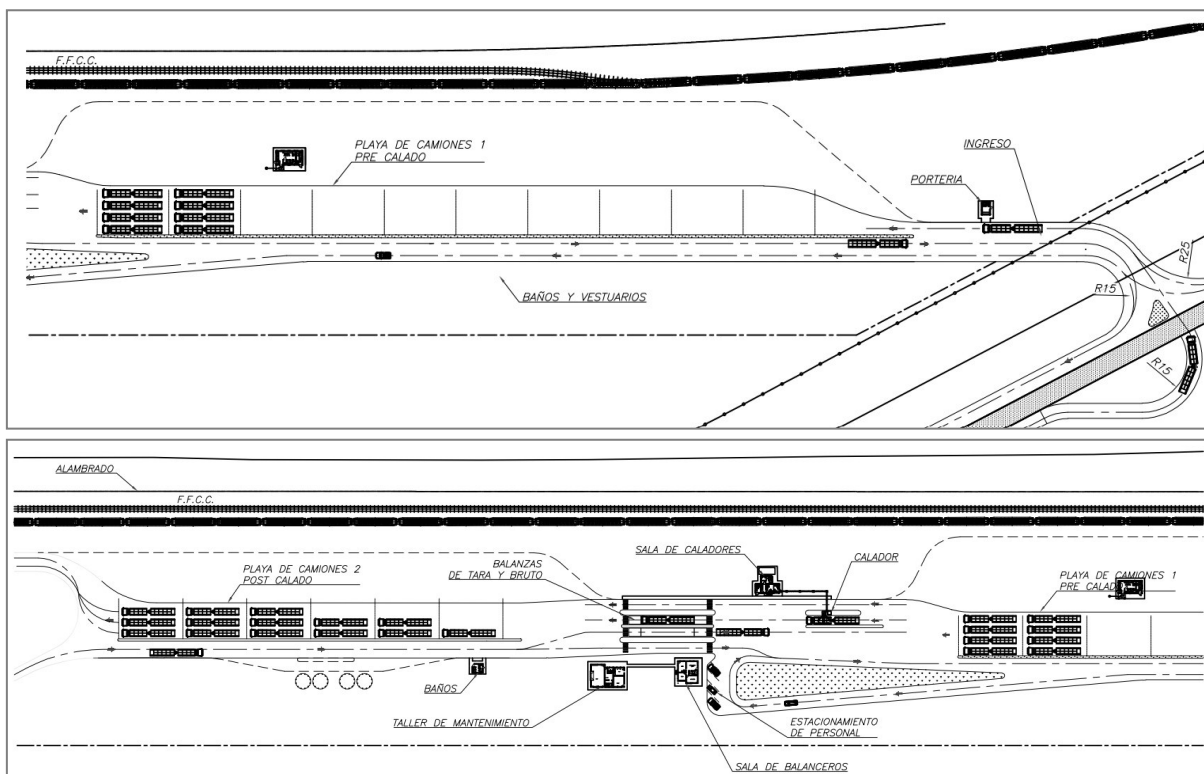 F.F.C.C.
PLAYA DE CAMIONES 1
PRE CALADO
INGRESO
PORTERIA
BAÑOS Y VESTUARIOS
R15
R25
R15
ALAMBRADO
F.F.C.C.
SALA DE CALADORES
PLAYA DE CAMIONES 2
POST CALADO
BALANZAS
DE TARA Y BRUTO
CALADOR
PLAYA DE CAMIONES 1
PRE CALADO
BAÑOS
TALLER DE MANTENIMIENTO
ESTACIONAMIENTO
DE PERSONAL
SALA DE BALANCEROS